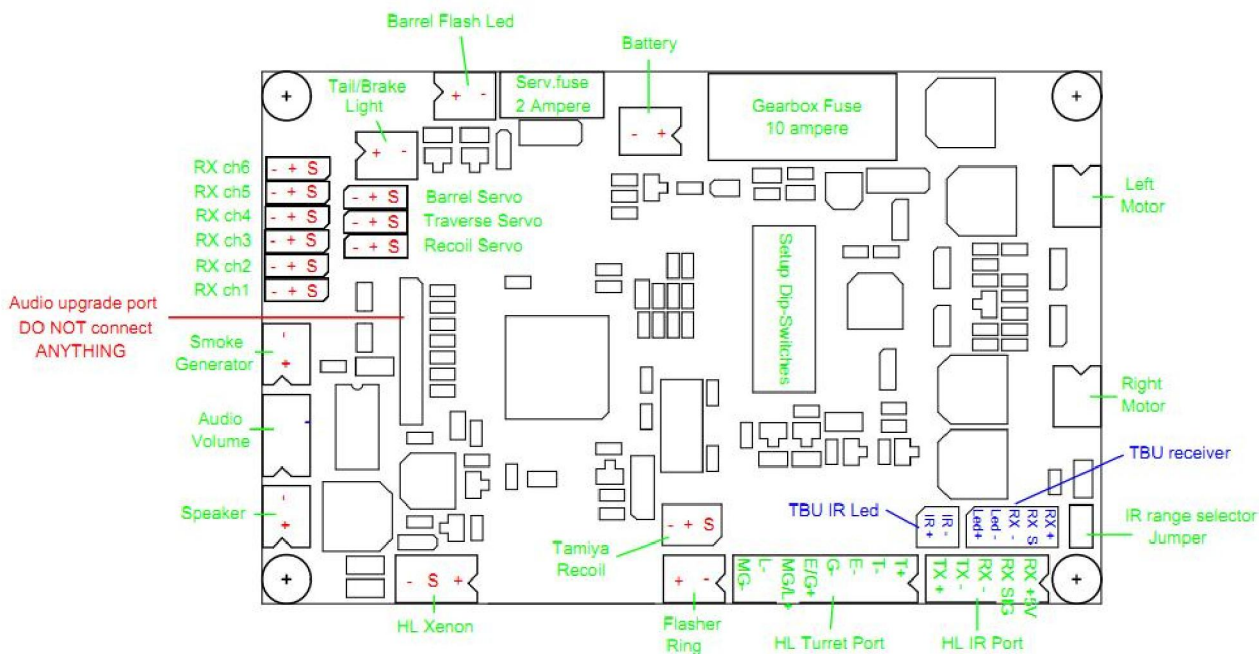 Barrel Flash Led
Battery
Tail/Brake
Light
+ -
Serv.fuse
2 Ampere
- +
Gearbox Fuse
10 ampere
+ -
RX ch6 - + S
RX ch5 - + S
RX ch4 - + S
RX ch3 - + S
RX ch2 - + S
RX ch1 - + S
- + S Barrel Servo
- + S Traverse Servo
- + S Recoil Servo
Left
Motor
Setup Dip-Switches
Audio upgrade port
DO NOT connect
ANYTHING
Smoke
Generator
- +
Audio
Volume
Right
Motor
TBU receiver
Speaker
- +
TBU IR Led
IR+
IR -
Led+
Led -
RX -
RX S
RX +
IR range selector
Jumper
- + S
Tamiya
Recoil
- S +
HL Xenon
+ -
Flasher
Ring
MG-
L-
MG/L+
E/G+
G-
E-
T-
T+
HL Turret Port
TX +
TX -
RX -
RX SIG
RX +5V
HL IR Port